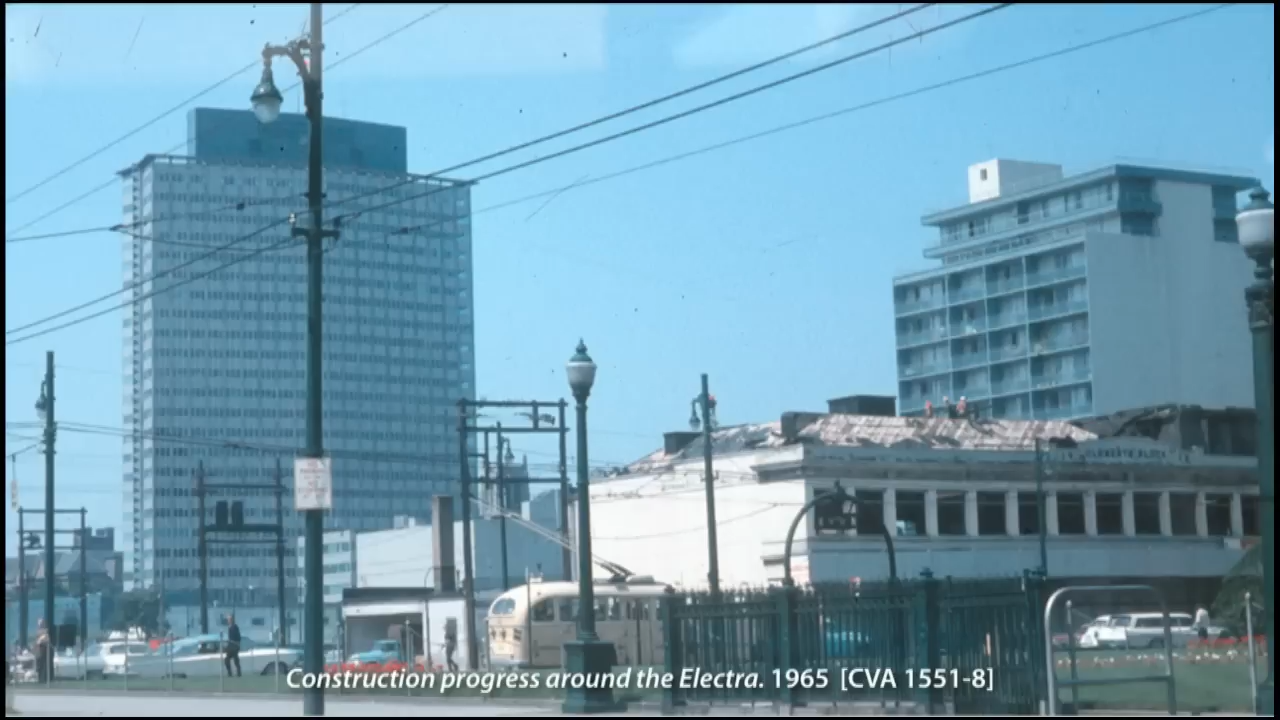 Construction progress around the Electra. 1965 [CVA 1551-8]